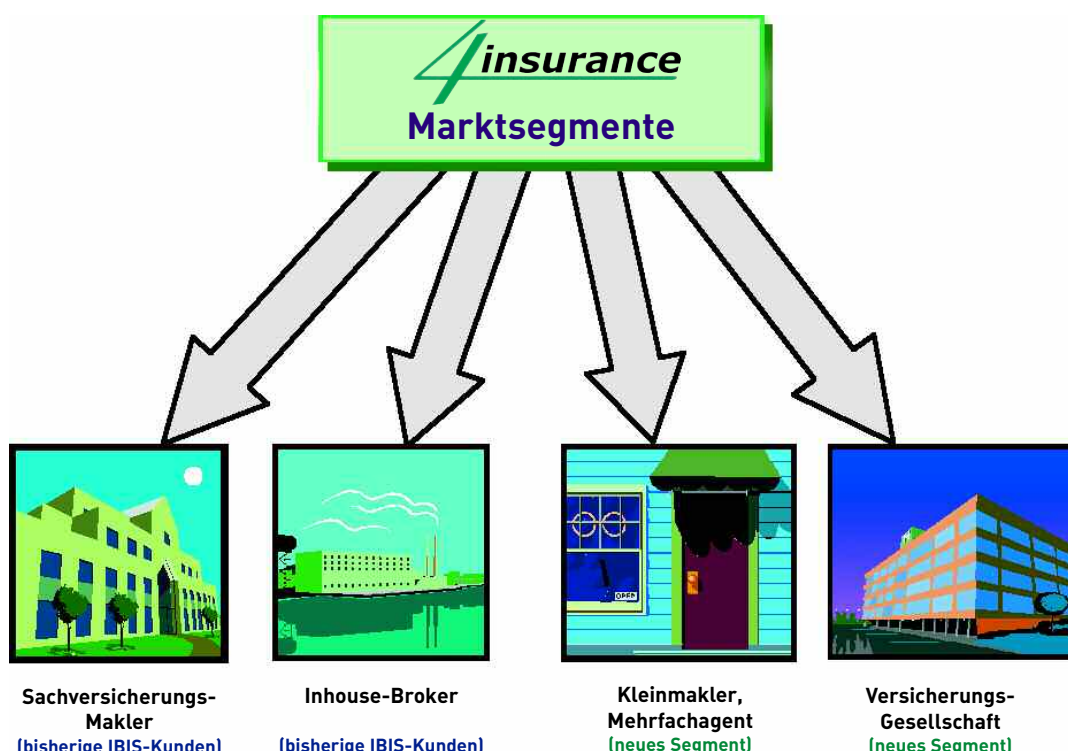 4insurance
Marktsegmente
OPEN
Sachversicherungs-
Makler
(bisherige IBIS-Kunden)
Inhouse-Broker
(bisherige IBIS-Kunden)
Kleinmakler,
Mehrfachagent
(neues Segment)
Versicherungs-
Gesellschaft
(neues Segment)